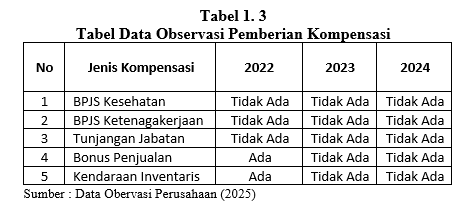 Tabel 1. 3
Tabel Data Observasi Pemberian Kompensasi
No Jenis Kompensasi 2022 2023 2024
1 BPJS Kesehatan Tidak Ada Tidak Ada Tidak Ada
2 BPJS Ketenagakerjaan Tidak Ada Tidak Ada Tidak Ada
3 Tunjangan Jabatan Tidak Ada Tidak Ada Tidak Ada
4 Bonus Penjualan Ada Tidak Ada Tidak Ada
5 Kendaraan Inventaris Ada Tidak Ada Tidak Ada
Sumber : Data Obervasi Perusahaan (2025)